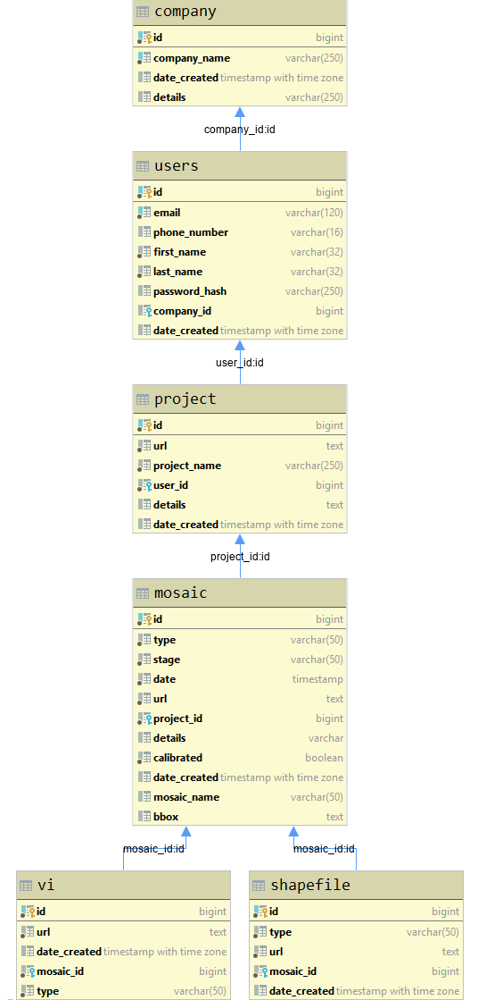 company
id bigint
company_name varchar(250)
date_created timestamp with time zone
details varchar(250)
company_id:id
users
id bigint
email varchar(120)
phone_number varchar(16)
first_name varchar(32)
last_name varchar(32)
password_hash varchar(250)
company_id bigint
date_created timestamp with time zone
user_id:id
project
id bigint
url text
project_name varchar(250)
user_id bigint
details text
date_created timestamp with time zone
project_id:id
mosaic
id bigint
type varchar(50)
stage varchar(50)
date timestamp
url text
project_id bigint
details varchar
calibrated boolean
date_created timestamp with time zone
mosaic_name varchar(50)
bbox text
mosaic_id:id
mosaic_id:id
vi
id bigint
url text
date_created timestamp with time zone
mosaic_id bigint
type varchar(50)
shapefile
id bigint
type varchar(50)
url text
mosaic_id bigint
date_created timestamp with time zone